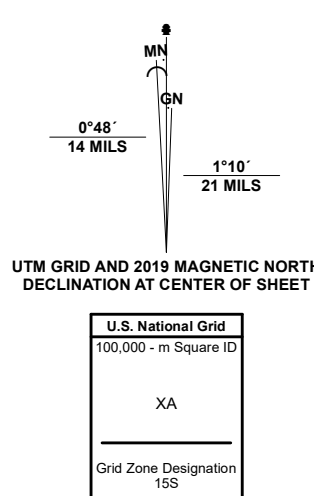 MN
GN
0°48´
14 MILS
1°10´
21 MILS
UTM GRID AND 2019 MAGNETIC NORTH
DECLINATION AT CENTER OF SHEET
U.S. National Grid
100,000 - m Square ID
XA
Grid Zone Designation
15S